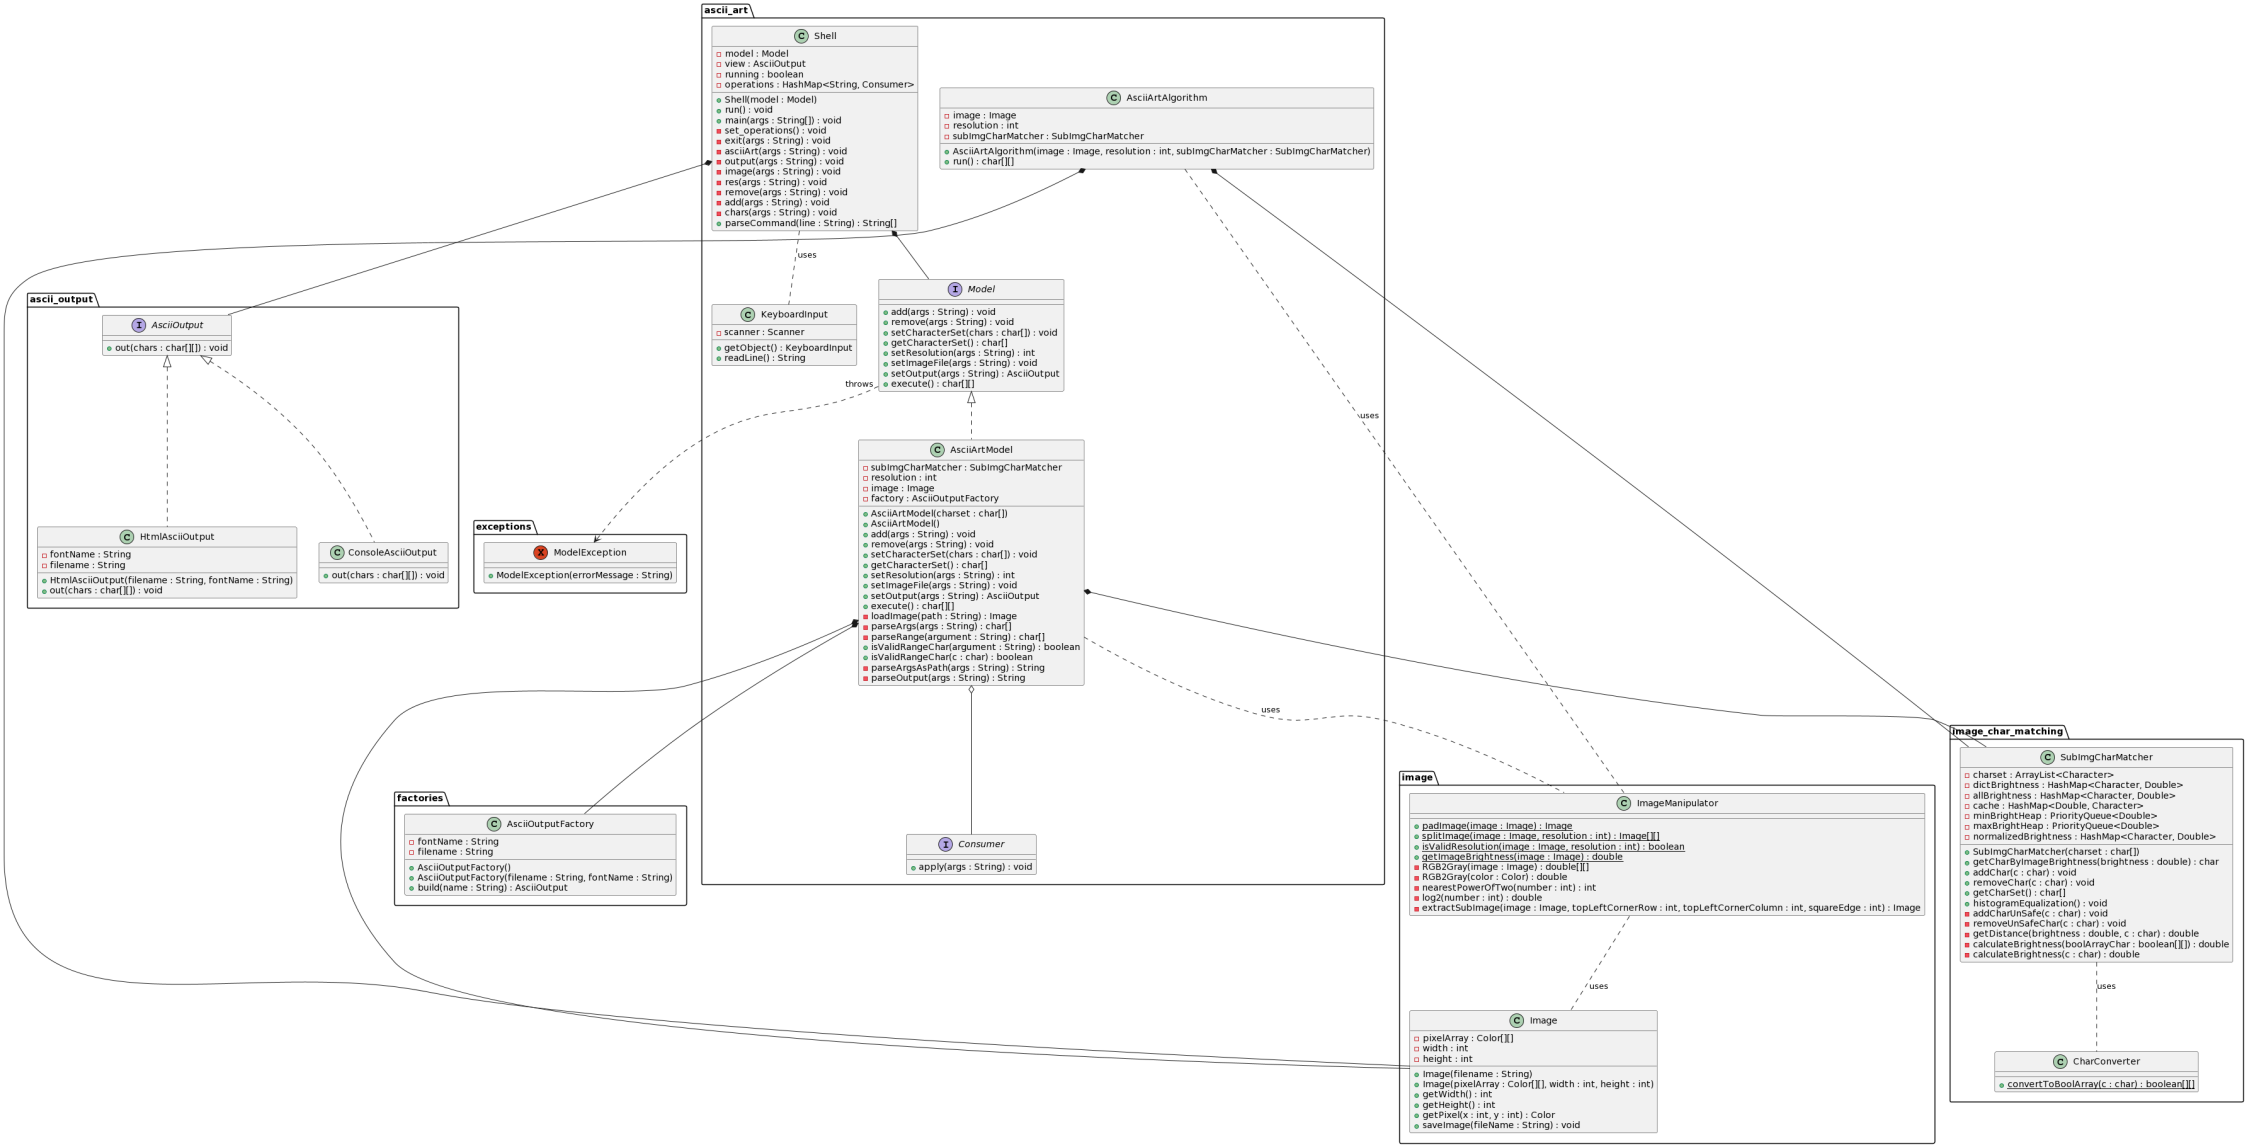 ascii_art
Shell
model : Model
view : AsciiOutput
running : boolean
operations : HashMap<String, Consumer>
Shell(model : Model)
run() : void
main(args : String[]) : void
set_operations() : void
exit(args : String) : void
asciiArt(args : String) : void
output(args : String) : void
image(args : String) : void
res(args : String) : void
remove(args : String) : void
add(args : String) : void
chars(args : String) : void
parseCommand(line : String) : String[]
AsciiArtAlgorithm
image : Image
resolution : int
subImgCharMatcher : SubImgCharMatcher
AsciiArtAlgorithm(image : Image, resolution : int, subImgCharMatcher : SubImgCharMatcher)
run() : char[][]
uses
KeyboardInput
scanner : Scanner
getObject() : KeyboardInput
readLine() : String
Model
add(args : String) : void
remove(args : String) : void
setCharacterSet(chars : char[]) : void
getCharacterSet() : char[]
setResolution(args : String) : int
setImageFile(args : String) : void
setOutput(args : String) : AsciiOutput
execute() : char[][]
ascii_output
AsciiOutput
out(chars : char[][]) : void
throws
uses
AsciiArtModel
subImgCharMatcher : SubImgCharMatcher
resolution : int
image : Image
factory : AsciiOutputFactory
AsciiArtModel(charset : char[])
AsciiArtModel()
add(args : String) : void
remove(args : String) : void
setCharacterSet(chars : char[]) : void
getCharacterSet() : char[]
setResolution(args : String) : int
setImageFile(args : String) : void
setOutput(args : String) : AsciiOutput
execute() : char[][]
loadImage(path : String) : Image
parseArgs(args : String) : char[]
parseRange(argument : String) : char[]
isValidRangeChar(argument : String) : boolean
isValidRangeChar(c : char) : boolean
parseArgsAsPath(args : String) : String
parseOutput(args : String) : String
HtmlAsciiOutput
fontName : String
filename : String
HtmlAsciiOutput(filename : String, fontName : String)
out(chars : char[][]) : void
ConsoleAsciiOutput
out(chars : char[][]) : void
exceptions
ModelException
ModelException(errorMessage : String)
uses
factories
AsciiOutputFactory
fontName : String
filename : String
AsciiOutputFactory()
AsciiOutputFactory(filename : String, fontName : String)
build(name : String) : AsciiOutput
Consumer
apply(args : String) : void
image
ImageManipulator
padImage(image : Image) : Image
splitImage(image : Image, resolution : int) : Image[][]
isValidResolution(image : Image, resolution : int) : boolean
getImageBrightness(image : Image) : double
RGB2Gray(image : Image) : double[][]
RGB2Gray(color : Color) : double
nearestPowerOfTwo(number : int) : int
log2(number : int) : double
extractSubImage(image : Image, topLeftCornerRow : int, topLeftCornerColumn : int, squareEdge : int) : Image
uses
Image
pixelArray : Color[][]
width : int
height : int
Image(filename : String)
Image(pixelArray : Color[][], width : int, height : int)
getWidth() : int
getHeight() : int
getPixel(x : int, y : int) : Color
saveImage(fileName : String) : void
image_char_matching
SubImgCharMatcher
charset : ArrayList<Character>
dictBrightness : HashMap<Character, Double>
allBrightness : HashMap<Character, Double>
cache : HashMap<Double, Character>
minBrightHeap : PriorityQueue<Double>
maxBrightHeap : PriorityQueue<Double>
normalizedBrightness : HashMap<Character, Double>
SubImgCharMatcher(charset : char[])
getCharByImageBrightness(brightness : double) : char
addChar(c : char) : void
removeChar(c : char) : void
getCharSet() : char[]
histogramEqualization() : void
addCharUnSafe(c : char) : void
removeUnSafeChar(c : char) : void
getDistance(brightness : double, c : char) : double
calculateBrightness(boolArrayChar : boolean[][]) : double
calculateBrightness(c : char) : double
uses
CharConverter
convertToBoolArray(c : char) : boolean[][]